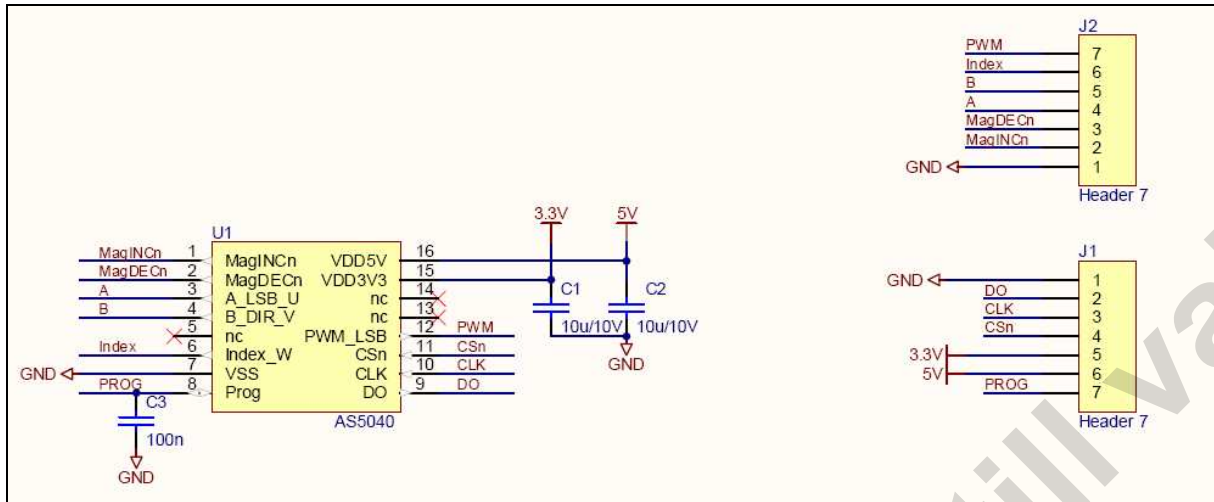 J2
PWM 7
Index 6
B 5
A 4
MagDECn 3
MagINCn 2
GND 1
Header 7
3.3V 5V
U1
MagINCn 1 MagINCn VDD5V 16
MagDECn 2 MagDECn VDD3V3 15
A 3 A_LSB_U nc 14
B 4 B_DIR_V nc 13
5 nc PWM_LSB 12 PWM
Index 6 Index_W CSn 11 CSn
GND 7 VSS CLK 10 CLK
PROG 8 Prog DO 9 DO
AS5040
C1 C2
10u/10V 10u/10V
GND
C3
100n
GND
J1
GND 1
DO 2
CLK 3
CSn 4
3.3V 5
5V 6
PROG 7
Header 7
till va